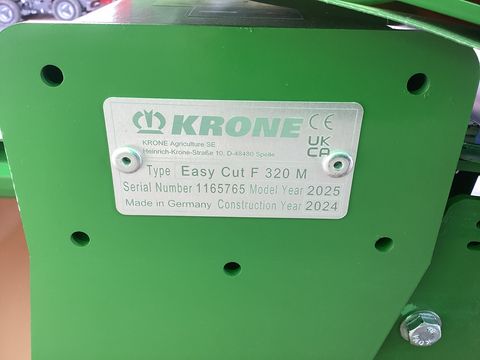 KRONE CE
KRONE Agriculture SE
Heinrich-Krone-Straße 10, D-48480 Spelle
UK
CA
Type Easy Cut F 320 M
Serial Number 1165765 Model Year 2025
Made in Germany Construction Year 2024